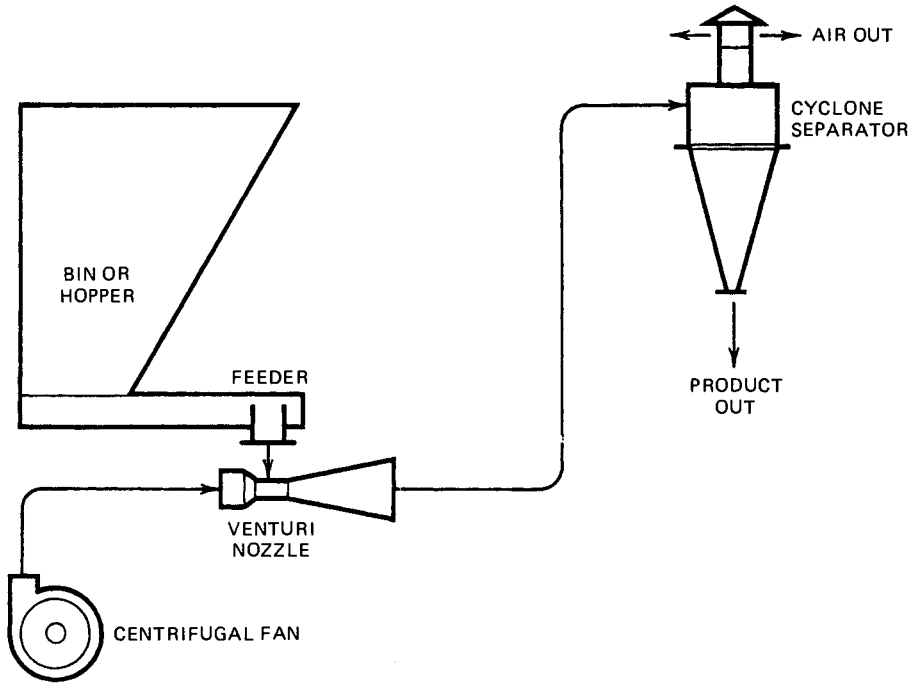 AIR OUT
CYCLONE
SEPARATOR
BIN OR
HOPPER
FEEDER
PRODUCT
OUT
VENTURI
NOZZLE
CENTRIFUGAL FAN